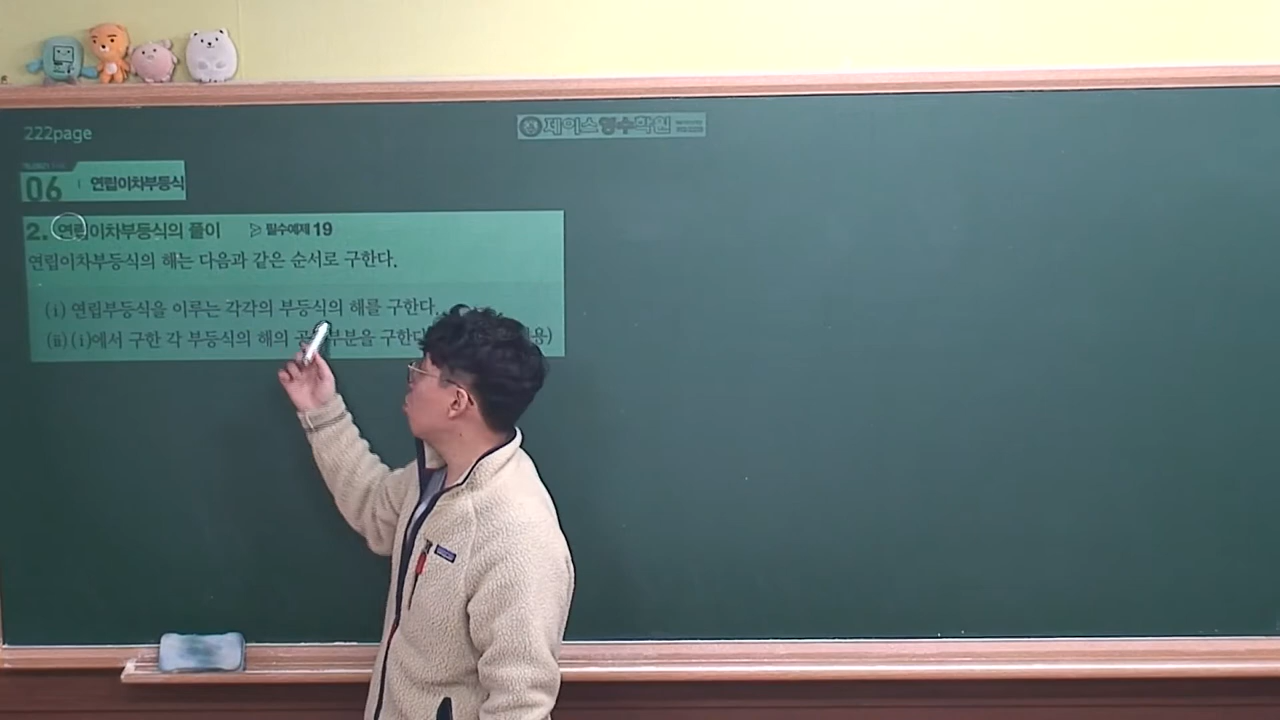 222page
제이스영수학원
06 연립이차부등식
2. 연립이차부등식의 풀이 ▷ 필수예제 19
연립이차부등식의 해는 다음과 같은 순서로 구한다.
(ⅰ) 연립부등식을 이루는 각각의 부등식의 해를 구한다.
(ⅱ) (ⅰ)에서 구한 각 부등식의 해의 공 부분을 구한다 용)